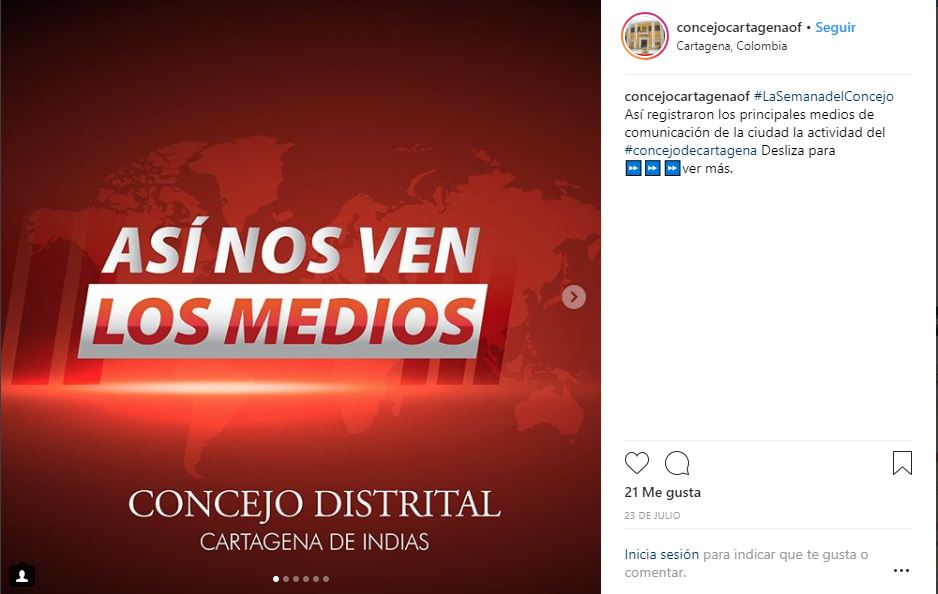 ASÍ NOS VEN
LOS MEDIOS
CONCEJO DISTRITAL
CARTAGENA DE INDIAS
concejocartagenaof • Seguir
Cartagena, Colombia
concejocartagenaof #LaSemanadelConcejo
Así registraron los principales medios de
comunicación de la ciudad la actividad del
#concejodecartagena Desliza para
⏩⏩⏩ver más.
21 Me gusta
23 DE JULIO
Inicia sesión para indicar que te gusta o
comentar.